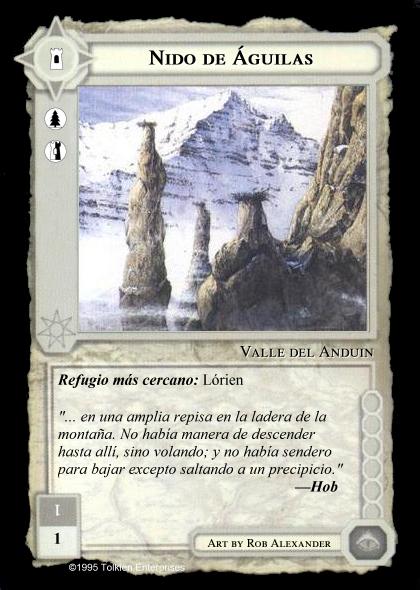 Nido de Águilas
Valle del Anduin
Refugio más cercano: Lórien
"... en una amplia repisa en la ladera de la
montaña. No había manera de descender
hasta allí, sino volando; y no había sendero
para bajar excepto saltando a un precipicio."
—Hob
I
1
Art by Rob Alexander
©1995 Tolkien Enterprises